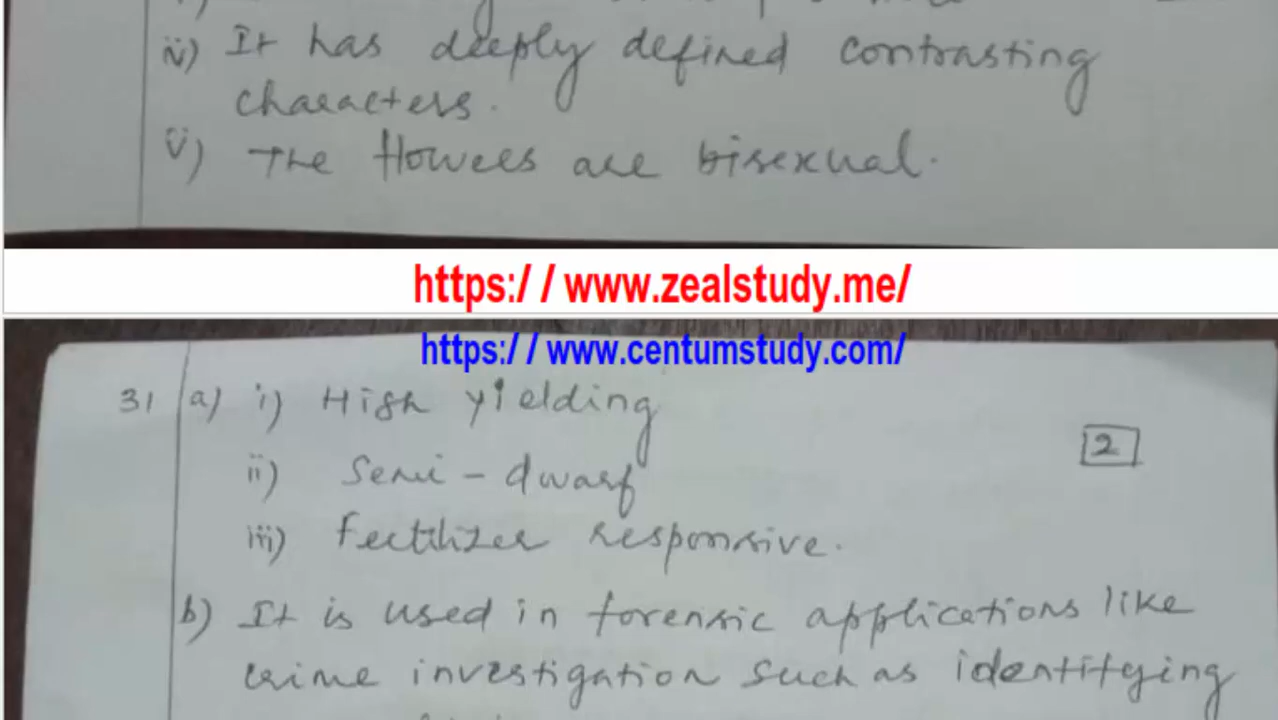 iv) It has deeply defined contrasting
characters.
v) The flowers are bisexual.
https:/ / www.zealstudy.me/
https:/ / www.centumstudy.com/
31 a) i) High yielding
2
ii) Semi - dwarf
iii) Fertilizer responsive.
b) It is used in forensic applications like
crime investigation such as identifying